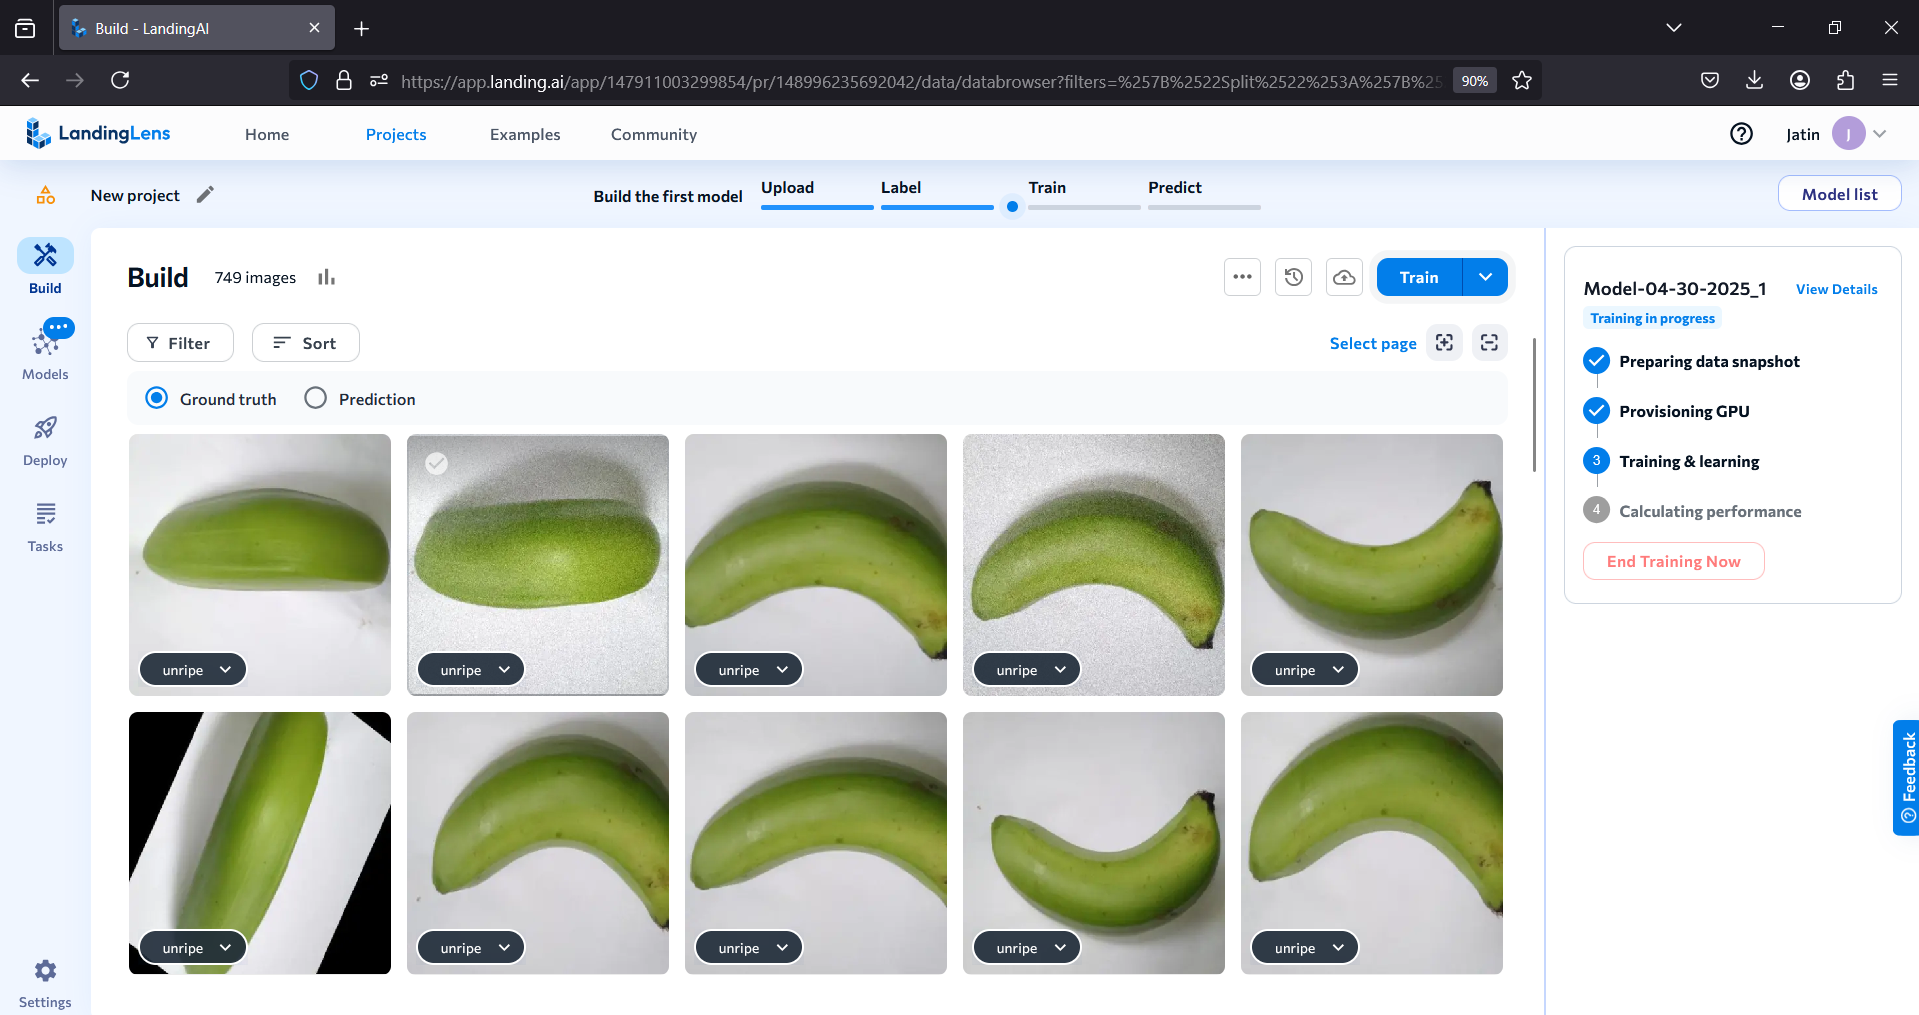 Build - LandingAI
https://app.landing.ai/app/147911003299854/pr/148996235692042/data/databrowser?filters=%257B%2522Split%2522%253A%257B%25
90%
LandingLens
Home
Projects
Examples
Community
Jatin
J
New project
Build the first model
Upload
Label
Train
Predict
Model list
Build
Models
Deploy
Tasks
Settings
Build
749 images
Train
Filter
Sort
Select page
Ground truth
Prediction
unripe
unripe
unripe
unripe
unripe
unripe
unripe
unripe
unripe
unripe
Model-04-30-2025_1
View Details
Training in progress
Preparing data snapshot
Provisioning GPU
3 Training & learning
4 Calculating performance
End Training Now
Feedback